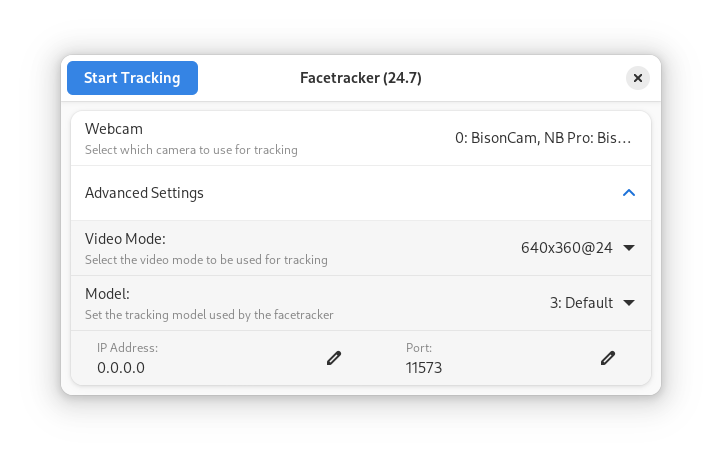 Start Tracking
Facetracker (24.7)
Webcam
Select which camera to use for tracking
0: BisonCam, NB Pro: Bis...
Advanced Settings
Video Mode:
Select the video mode to be used for tracking
640x360@24
Model:
Set the tracking model used by the facetracker
3: Default
IP Address:
0.0.0.0
Port:
11573